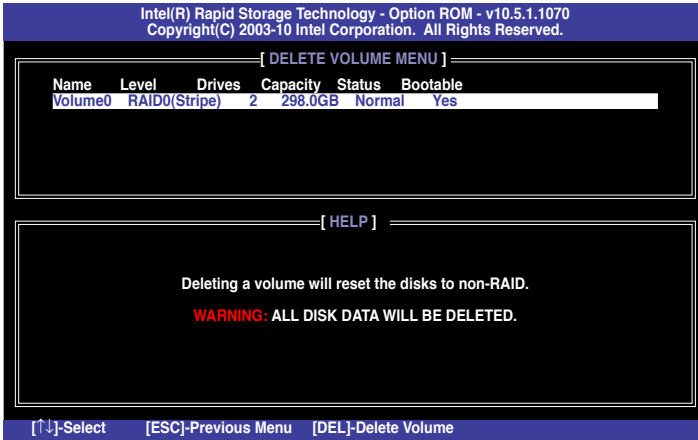 Intel(R) Rapid Storage Technology - Option ROM - v10.5.1.1070
Copyright(C) 2003-10 Intel Corporation. All Rights Reserved.
[ DELETE VOLUME MENU ]
Name Level Drives Capacity Status Bootable
Volume0 RAID0(Stripe) 2 298.0GB Normal Yes
[ HELP ]
Deleting a volume will reset the disks to non-RAID.
WARNING: ALL DISK DATA WILL BE DELETED.
[↑↓]-Select [ESC]-Previous Menu [DEL]-Delete Volume